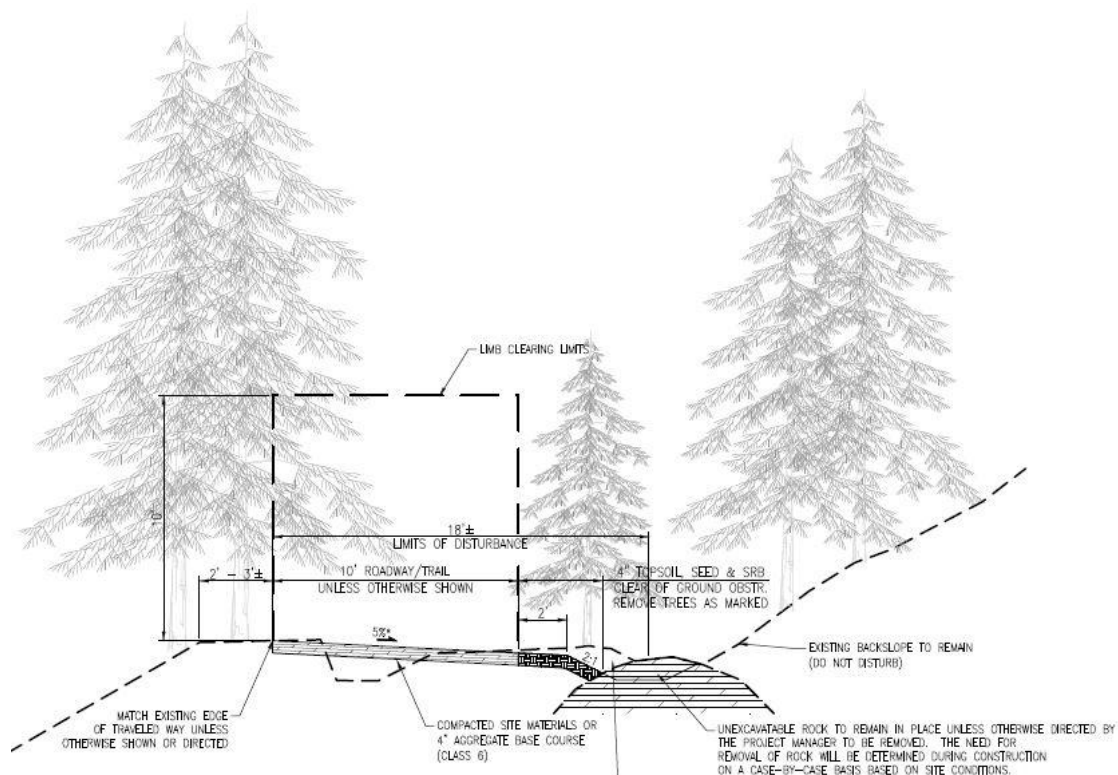 LIMB CLEARING LIMITS
10'
18'±
LIMITS OF DISTURBANCE
2' - 3'±
10' ROADWAY/TRAIL
UNLESS OTHERWISE SHOWN
4" TOPSOIL, SEED & SRB
CLEAR OF GROUND OBSTR.
REMOVE TREES AS MARKED
2'
5%±
2:1
EXISTING BACKSLOPE TO REMAIN
(DO NOT DISTURB)
MATCH EXISTING EDGE
OF TRAVELED WAY UNLESS
OTHERWISE SHOWN OR DIRECTED
COMPACTED SITE MATERIALS OR
4" AGGREGATE BASE COURSE
(CLASS 6)
UNEXCAVATABLE ROCK TO REMAIN IN PLACE UNLESS OTHERWISE DIRECTED BY
THE PROJECT MANAGER TO BE REMOVED. THE NEED FOR
REMOVAL OF ROCK WILL BE DETERMINED DURING CONSTRUCTION
ON A CASE-BY-CASE BASIS BASED ON SITE CONDITIONS.